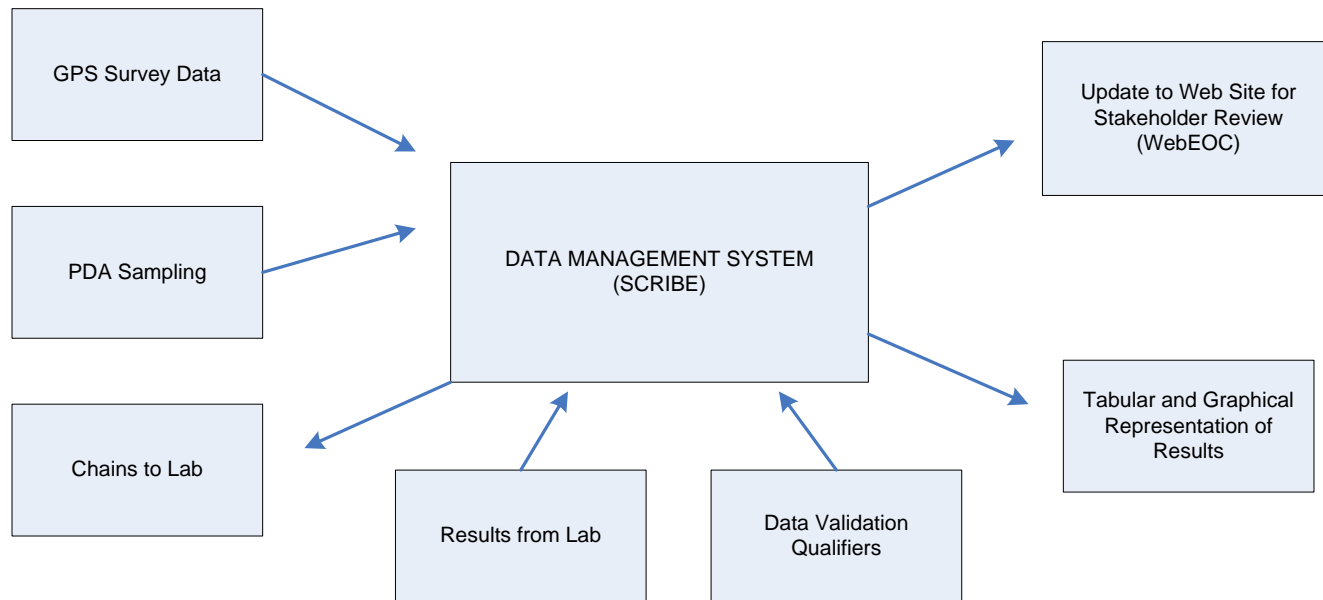 GPS Survey Data
PDA Sampling
Chains to Lab
DATA MANAGEMENT SYSTEM
(SCRIBE)
Results from Lab
Data Validation
Qualifiers
Update to Web Site for
Stakeholder Review
(WebEOC)
Tabular and Graphical
Representation of
Results